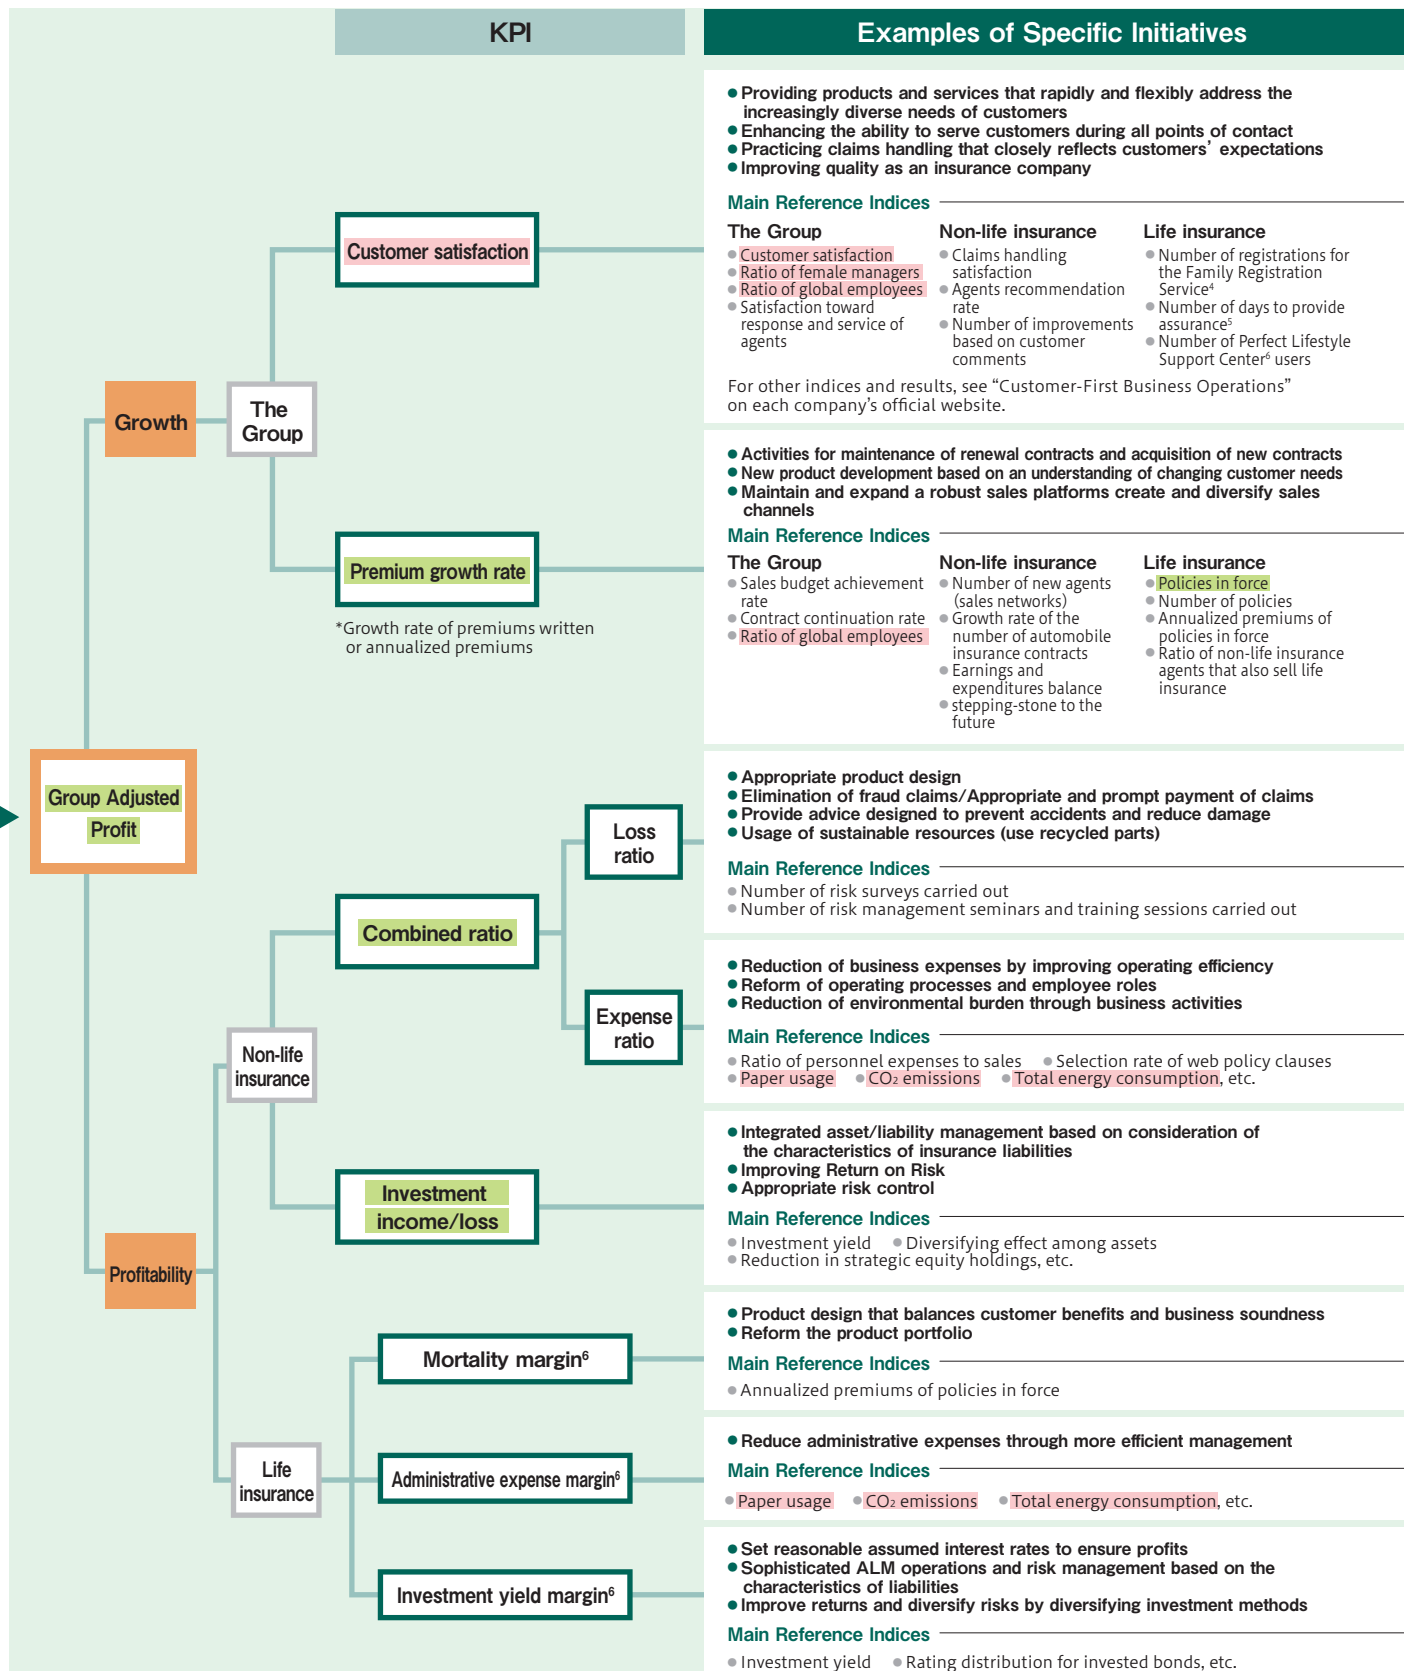 KPI
Examples of Specific Initiatives
● Providing products and services that rapidly and flexibly address the
increasingly diverse needs of customers
● Enhancing the ability to serve customers during all points of contact
● Practicing claims handling that closely reflects customers’ expectations
● Improving quality as an insurance company
Main Reference Indices
Customer satisfaction
The Group
● Customer satisfaction
● Ratio of female managers
● Ratio of global employees
● Satisfaction toward
response and service of
agents
Non-life insurance
● Claims handling
satisfaction
● Agents recommendation
rate
● Number of improvements
based on customer
comments
Life insurance
● Number of registrations for
the Family Registration
Service4
● Number of days to provide
assurance5
● Number of Perfect Lifestyle
Support Center6 users
For other indices and results, see “Customer-First Business Operations”
on each company’s official website.
Growth
The
Group
● Activities for maintenance of renewal contracts and acquisition of new contracts
● New product development based on an understanding of changing customer needs
● Maintain and expand a robust sales platforms create and diversify sales
channels
Main Reference Indices
Premium growth rate
*Growth rate of premiums written
or annualized premiums
The Group
● Sales budget achievement
rate
● Contract continuation rate
● Ratio of global employees
Non-life insurance
● Number of new agents
(sales networks)
● Growth rate of the
number of automobile
insurance contracts
● Earnings and
expenditures balance
● stepping-stone to the
future
Life insurance
● Policies in force
● Number of policies
● Annualized premiums of
policies in force
● Ratio of non-life insurance
agents that also sell life
insurance
Group Adjusted
Profit
Loss
ratio
● Appropriate product design
● Elimination of fraud claims/Appropriate and prompt payment of claims
● Provide advice designed to prevent accidents and reduce damage
● Usage of sustainable resources (use recycled parts)
Main Reference Indices
● Number of risk surveys carried out
● Number of risk management seminars and training sessions carried out
Combined ratio
Expense
ratio
● Reduction of business expenses by improving operating efficiency
● Reform of operating processes and employee roles
● Reduction of environmental burden through business activities
Main Reference Indices
● Ratio of personnel expenses to sales ● Selection rate of web policy clauses
● Paper usage ● CO2 emissions ● Total energy consumption, etc.
Non-life
insurance
Investment
income/loss
● Integrated asset/liability management based on consideration of
the characteristics of insurance liabilities
● Improving Return on Risk
● Appropriate risk control
Main Reference Indices
● Investment yield ● Diversifying effect among assets
● Reduction in strategic equity holdings, etc.
Profitability
Mortality margin6
● Product design that balances customer benefits and business soundness
● Reform the product portfolio
Main Reference Indices
● Annualized premiums of policies in force
Life
insurance
Administrative expense margin6
● Reduce administrative expenses through more efficient management
Main Reference Indices
● Paper usage ● CO2 emissions ● Total energy consumption, etc.
Investment yield margin6
● Set reasonable assumed interest rates to ensure profits
● Sophisticated ALM operations and risk management based on the
characteristics of liabilities
● Improve returns and diversify risks by diversifying investment methods
Main Reference Indices
● Investment yield ● Rating distribution for invested bonds, etc.